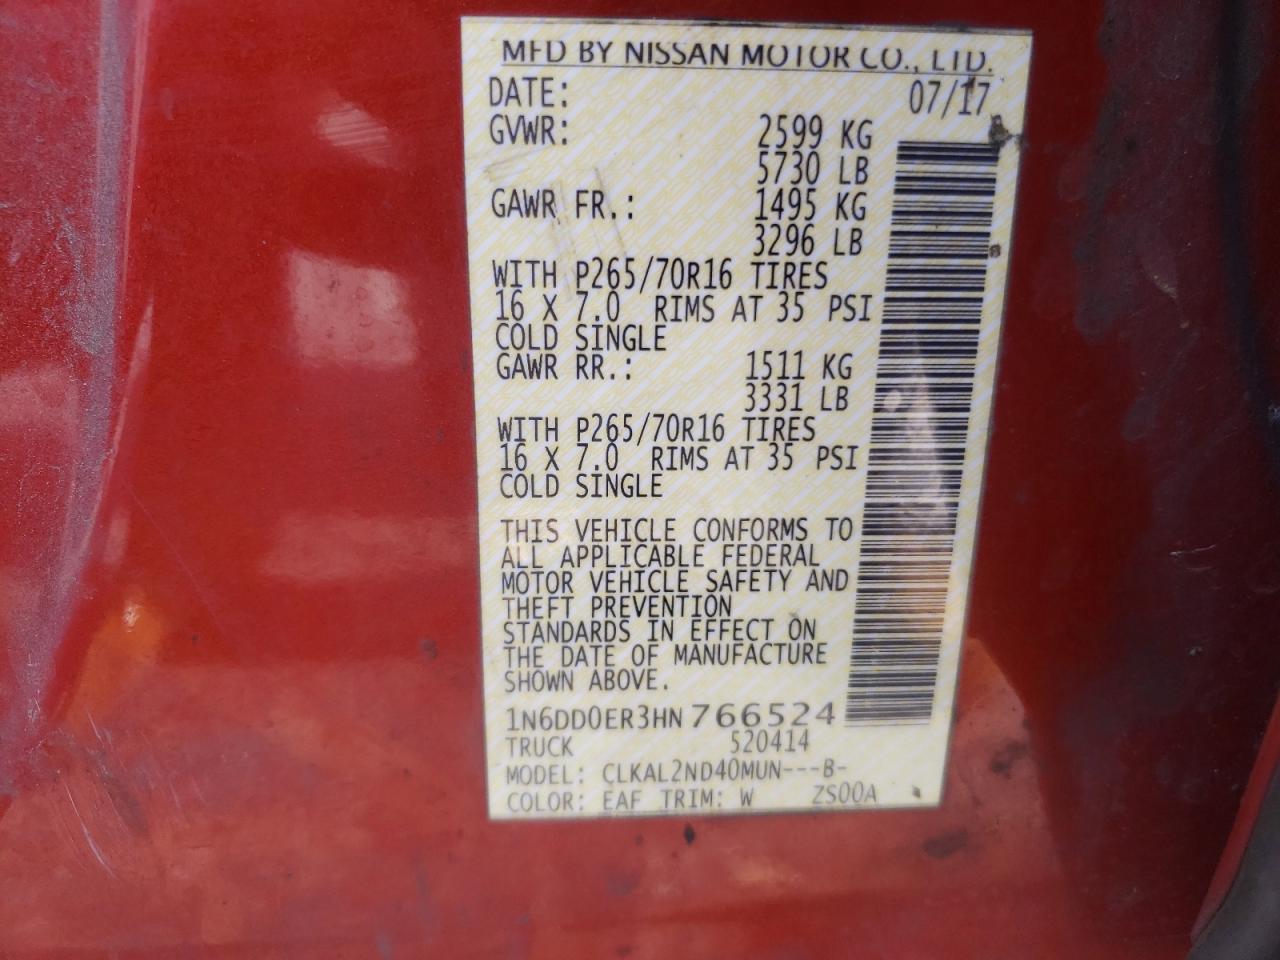 MFD BY NISSAN MOTOR CO., LTD.
DATE: 07/17
GVWR: 2599 KG
5730 LB
GAWR FR.: 1495 KG
3296 LB
WITH P265/70R16 TIRES
16 X 7.0 RIMS AT 35 PSI
COLD SINGLE
GAWR RR.: 1511 KG
3331 LB
WITH P265/70R16 TIRES
16 X 7.0 RIMS AT 35 PSI
COLD SINGLE
THIS VEHICLE CONFORMS TO
ALL APPLICABLE FEDERAL
MOTOR VEHICLE SAFETY AND
THEFT PREVENTION
STANDARDS IN EFFECT ON
THE DATE OF MANUFACTURE
SHOWN ABOVE.
1N6DD0ER3HN766524
TRUCK 520414
MODEL: CLKAL2ND40MUN---B-
COLOR: EAF TRIM: W ZS00A